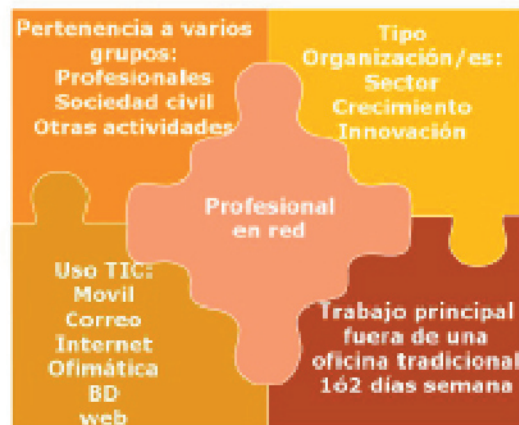 Pertenencia a varios
grupos:
Profesionales
Sociedad civil
Otras actividades
Tipo
Organización/es:
Sector
Crecimiento
Innovación
Profesional
en red
Uso TIC:
Movil
Correo
Internet
Ofimática
BD
web
Trabajo principal
fuera de una
oficina tradicional
1ó2 días semana